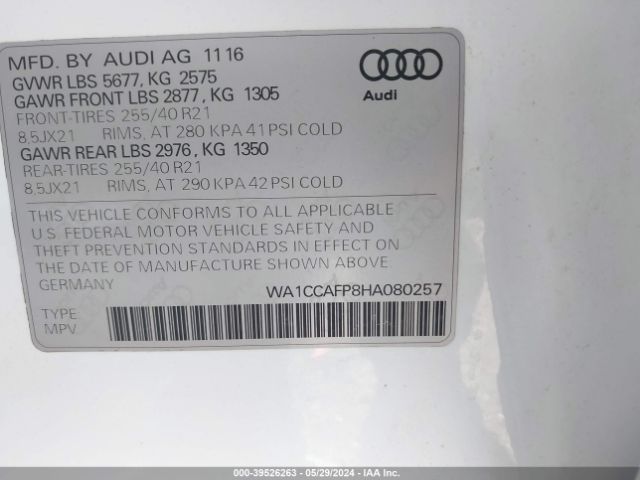 MFD. BY AUDI AG 11 16
GVWR LBS 5677, KG 2575
GAWR FRONT LBS 2877, KG 1305
FRONT-TIRES 255/40 R21
8,5JX21 RIMS, AT 280 KPA 41 PSI COLD
GAWR REAR LBS 2976, KG 1350
REAR-TIRES 255/40 R21
8,5JX21 RIMS, AT 290 KPA 42 PSI COLD
Audi
THIS VEHICLE CONFORMS TO ALL APPLICABLE
U.S. FEDERAL MOTOR VEHICLE SAFETY AND
THEFT PREVENTION STANDARDS IN EFFECT ON
THE DATE OF MANUFACTURE SHOWN ABOVE.
GERMANY
WA1CCAFP8HA080257
TYPE:
MPV
000-39526263 - 05/29/2024 - IAA Inc.